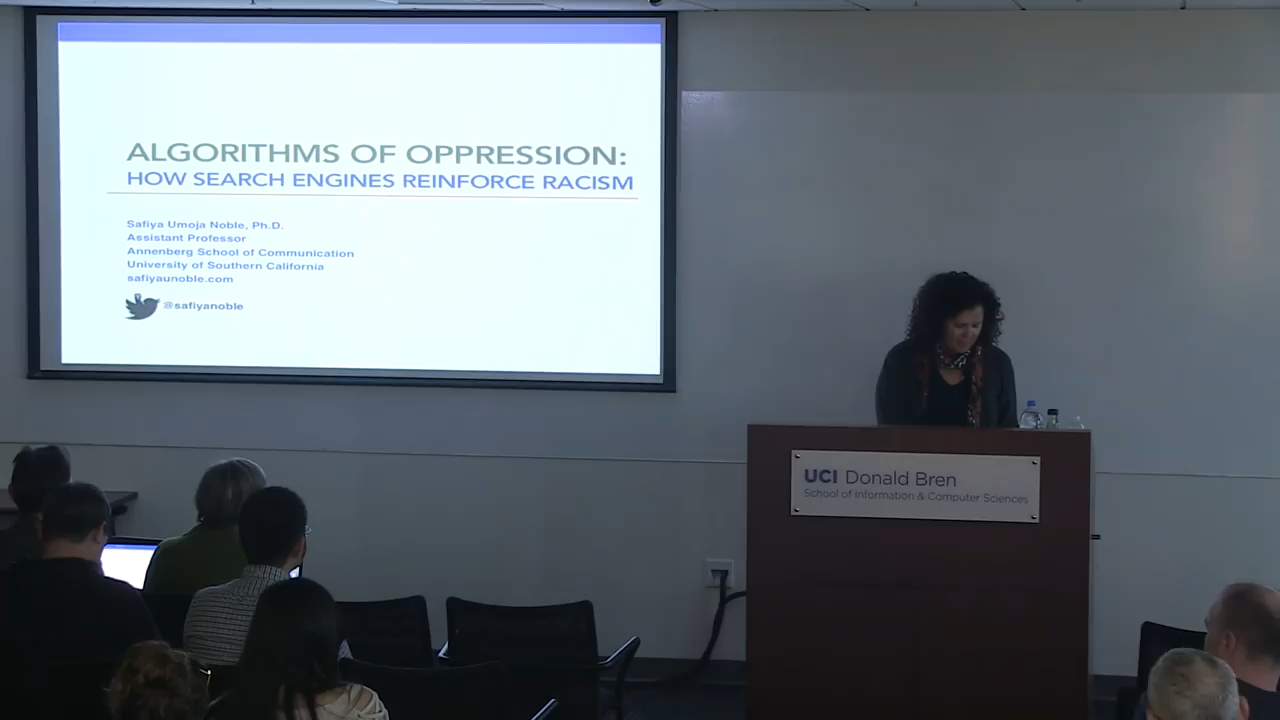 ALGORITHMS OF OPPRESSION:
HOW SEARCH ENGINES REINFORCE RACISM
Safiya Umoja Noble, Ph.D.
Assistant Professor
Annenberg School of Communication
University of Southern California
safiyaunoble.com
@safiyanoble
UCI Donald Bren
School of Information & Computer Sciences